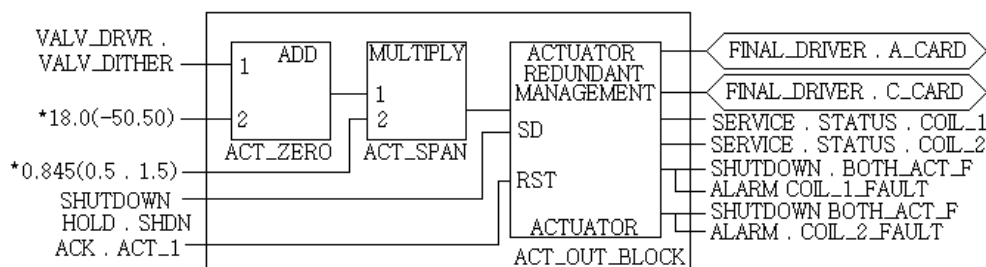 VALV_DRVR .
VALV_DITHER
*18.0(-50.50)
*0.845(0.5 . 1.5)
SHUTDOWN
HOLD . SHDN
ACK . ACT_1
ADD
1
2
ACT_ZERO
MULTIPLY
1
2
ACT_SPAN
ACTUATOR
REDUNDANT
MANAGEMENT
SD
RST
ACTUATOR
ACT_OUT_BLOCK
FINAL_DRIVER . A_CARD
FINAL_DRIVER . C_CARD
SERVICE . STATUS . COIL_1
SERVICE . STATUS . COIL_2
SHUTDOWN . BOTH_ACT_F
ALARM COIL_1_FAULT
SHUTDOWN BOTH_ACT_F
ALARM . COIL_2_FAULT